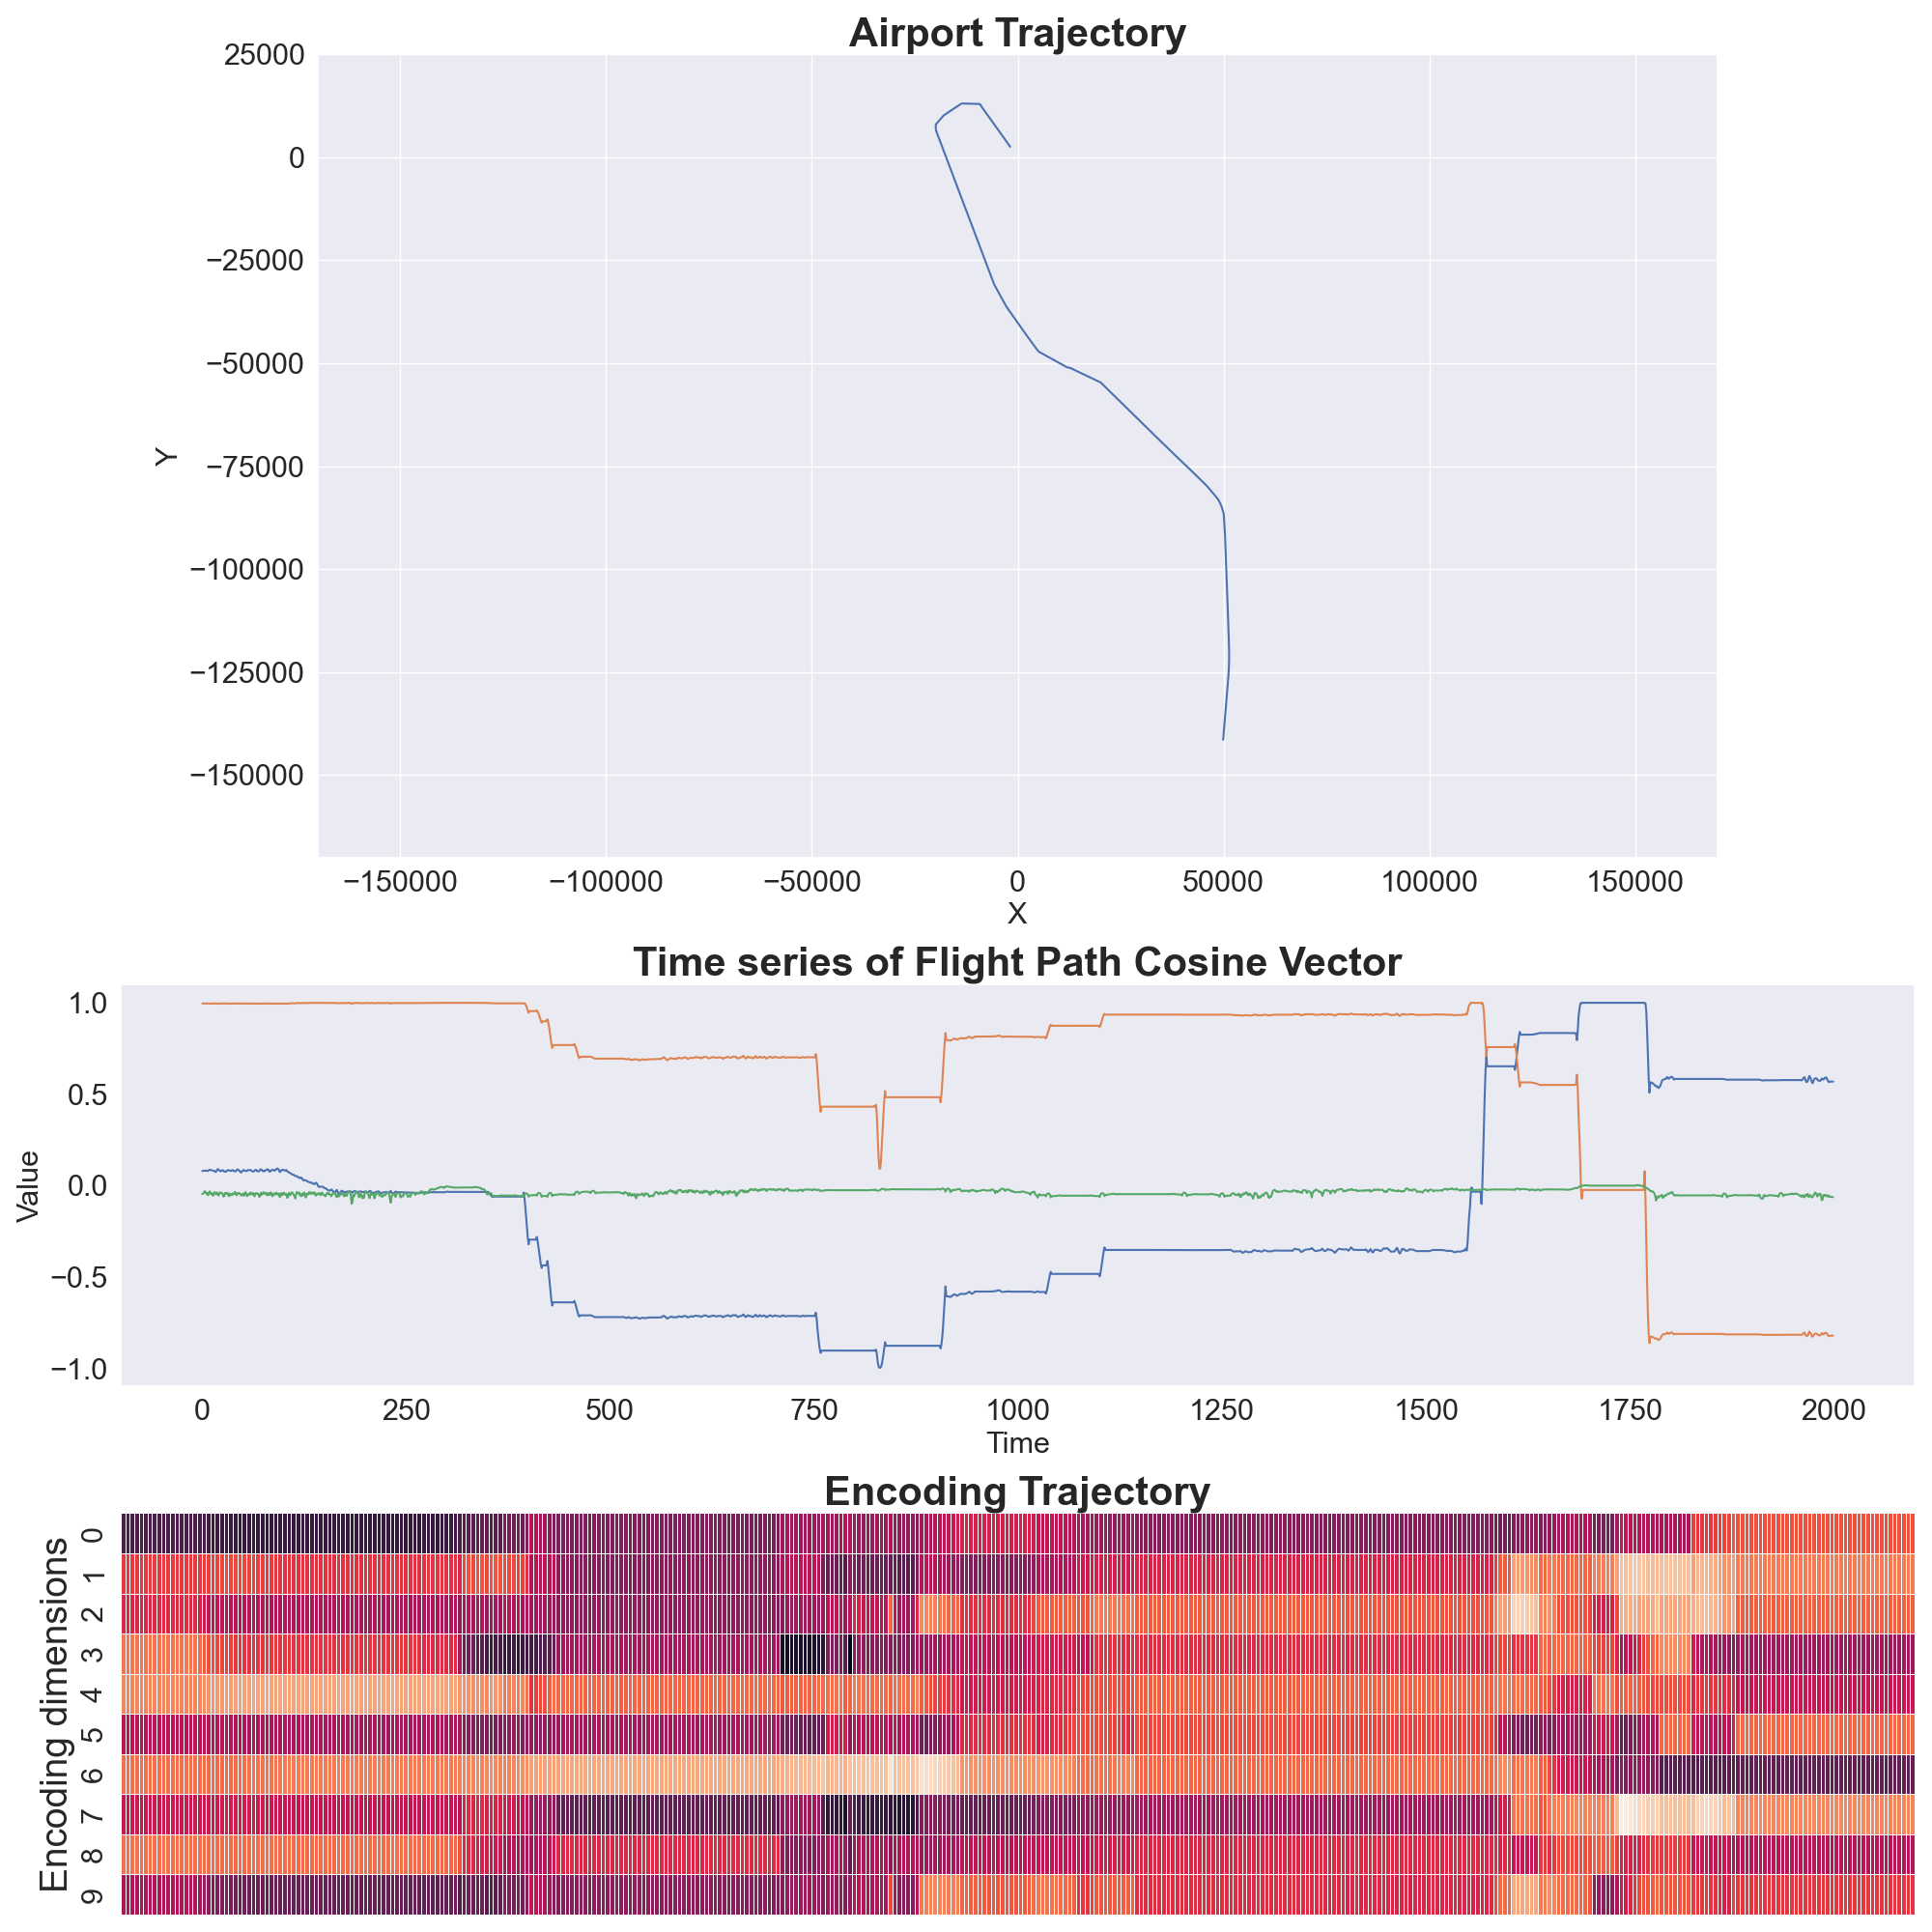 Airport Trajectory
25000
0
−25000
−50000
−75000
−100000
−125000
−150000
Y
−150000 −100000 −50000 0 50000 100000 150000
X
Time series of Flight Path Cosine Vector
1.0
0.5
0.0
−0.5
−1.0
Value
0 250 500 750 1000 1250 1500 1750 2000
Time
Encoding Trajectory
Encoding dimensions
0
1
2
3
4
5
6
7
8
9